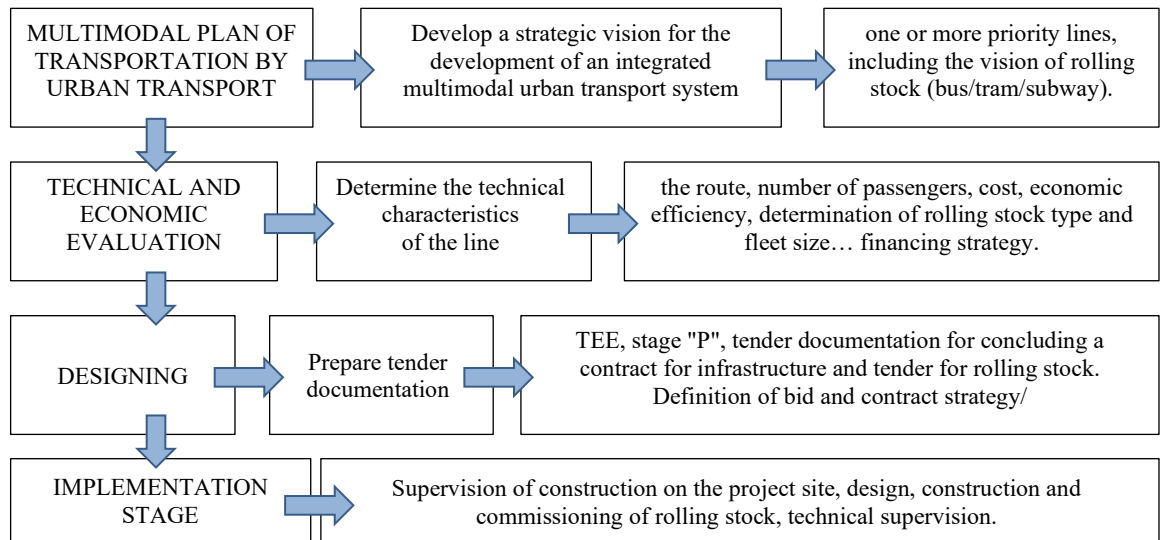 MULTIMODAL PLAN OF
TRANSPORTATION BY
URBAN TRANSPORT
Develop a strategic vision for the
development of an integrated
multimodal urban transport system
one or more priority lines,
including the vision of rolling
stock (bus/tram/subway).
TECHNICAL AND
ECONOMIC
EVALUATION
Determine the technical
characteristics
of the line
the route, number of passengers, cost, economic
efficiency, determination of rolling stock type and
fleet size… financing strategy.
DESIGNING
Prepare tender
documentation
TEE, stage "P", tender documentation for concluding a
contract for infrastructure and tender for rolling stock.
Definition of bid and contract strategy/
IMPLEMENTATION
STAGE
Supervision of construction on the project site, design, construction and
commissioning of rolling stock, technical supervision.